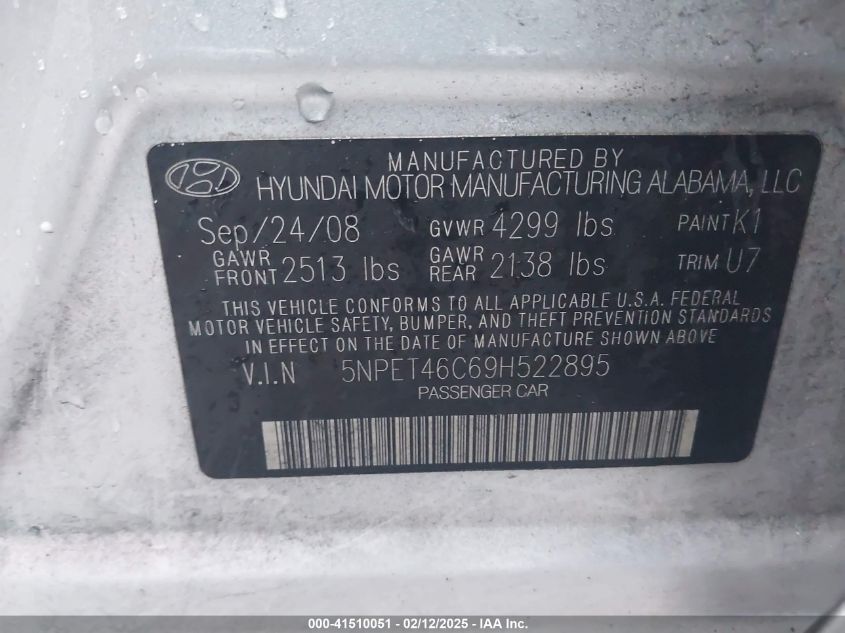 MANUFACTURED BY
HYUNDAI MOTOR MANUFACTURING ALABAMA, LLC
Sep/24/08 GVWR 4299 lbs PAINT K1
GAWR FRONT 2513 lbs GAWR REAR 2138 lbs TRIM U7
THIS VEHICLE CONFORMS TO ALL APPLICABLE U.S.A. FEDERAL
MOTOR VEHICLE SAFETY, BUMPER, AND THEFT PREVENTION STANDARDS
IN EFFECT ON THE DATE OF MANUFACTURE SHOWN ABOVE
V.I.N 5NPET46C69H522895
PASSENGER CAR
000-41510051 - 02/12/2025 - IAA Inc.